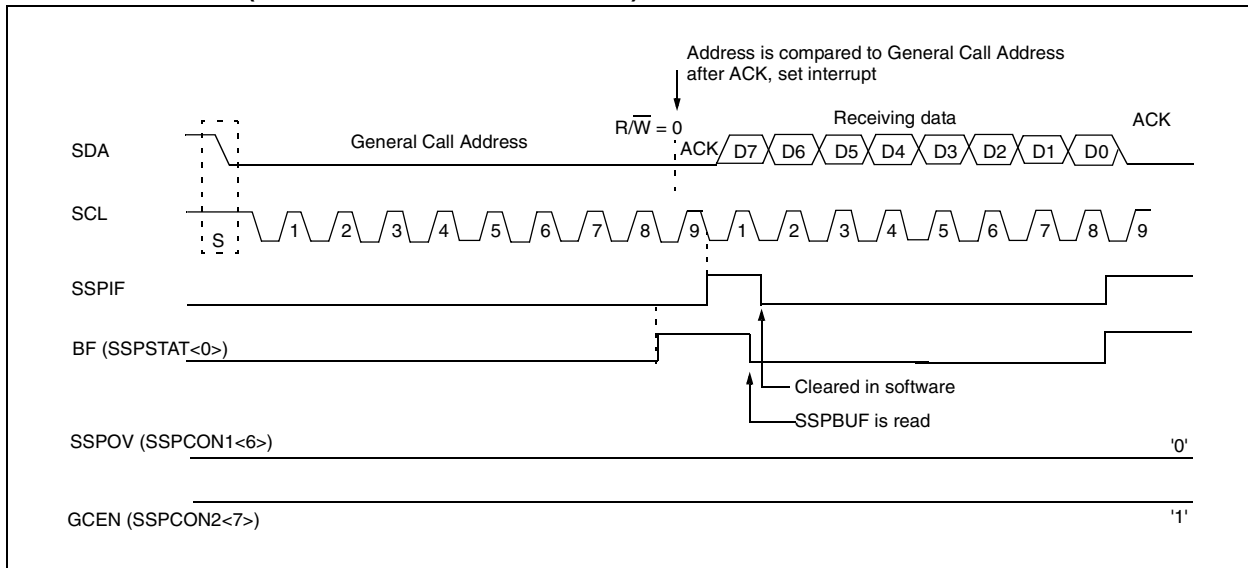 Address is compared to General Call Address
after ACK, set interrupt
R/W̅ = 0
Receiving data
ACK
SDA
General Call Address
ACK
D7 D6 D5 D4 D3 D2 D1 D0
SCL
S
1 2 3 4 5 6 7 8 9 1 2 3 4 5 6 7 8 9
SSPIF
BF (SSPSTAT<0>)
Cleared in software
SSPBUF is read
SSPOV (SSPCON1<6>)
'0'
GCEN (SSPCON2<7>)
'1'